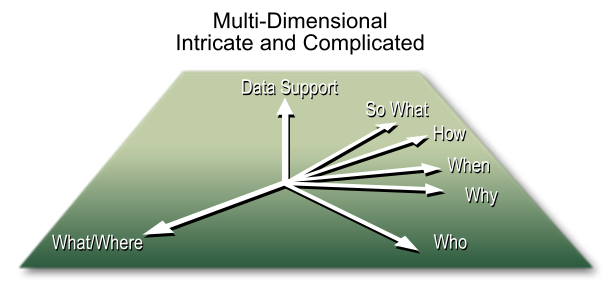 Multi-Dimensional
Intricate and Complicated
Data Support
So What
How
When
Why
What/Where
Who